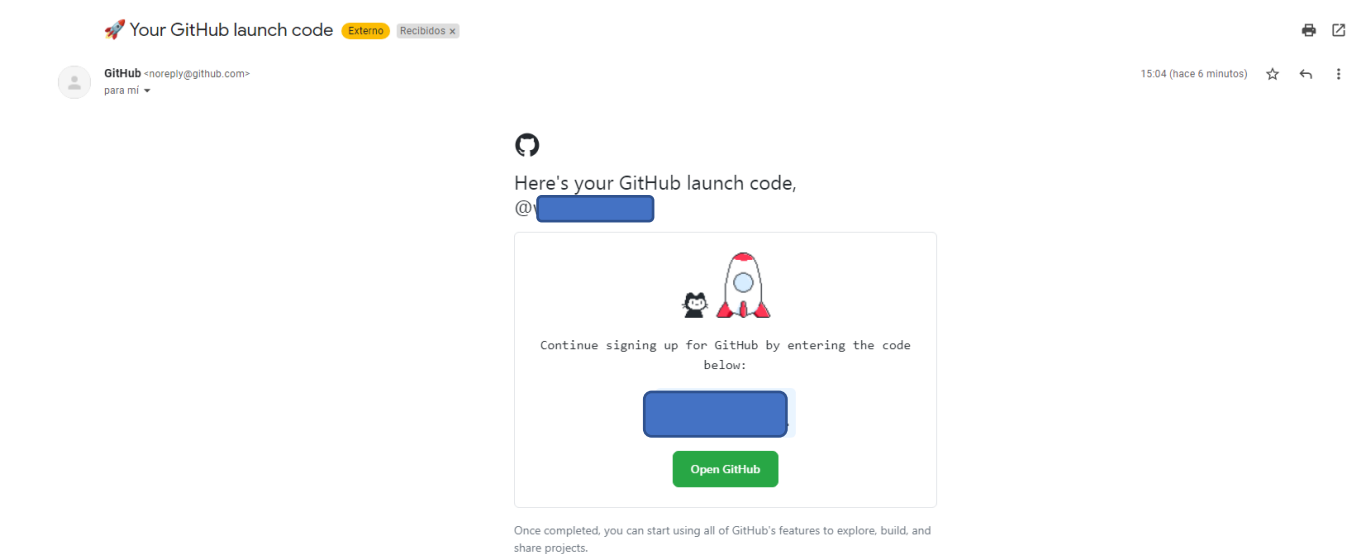 🚀 Your GitHub launch code Externo Recibidos ×
GitHub <noreply@github.com> 15:04 (hace 6 minutos)
para mí
Here's your GitHub launch code,
@
Continue signing up for GitHub by entering the code
below:
Open GitHub
Once completed, you can start using all of GitHub's features to explore, build, and
share projects.